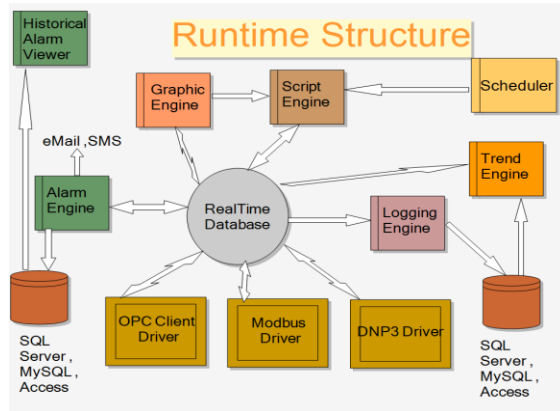 Runtime Structure
Historical
Alarm
Viewer
Graphic
Engine
Script
Engine
Scheduler
eMail ,SMS
Alarm
Engine
RealTime
Database
Trend
Engine
Logging
Engine
OPC Client
Driver
Modbus
Driver
DNP3 Driver
SQL
Server ,
MySQL ,
Access
SQL
Server ,
MySQL ,
Access